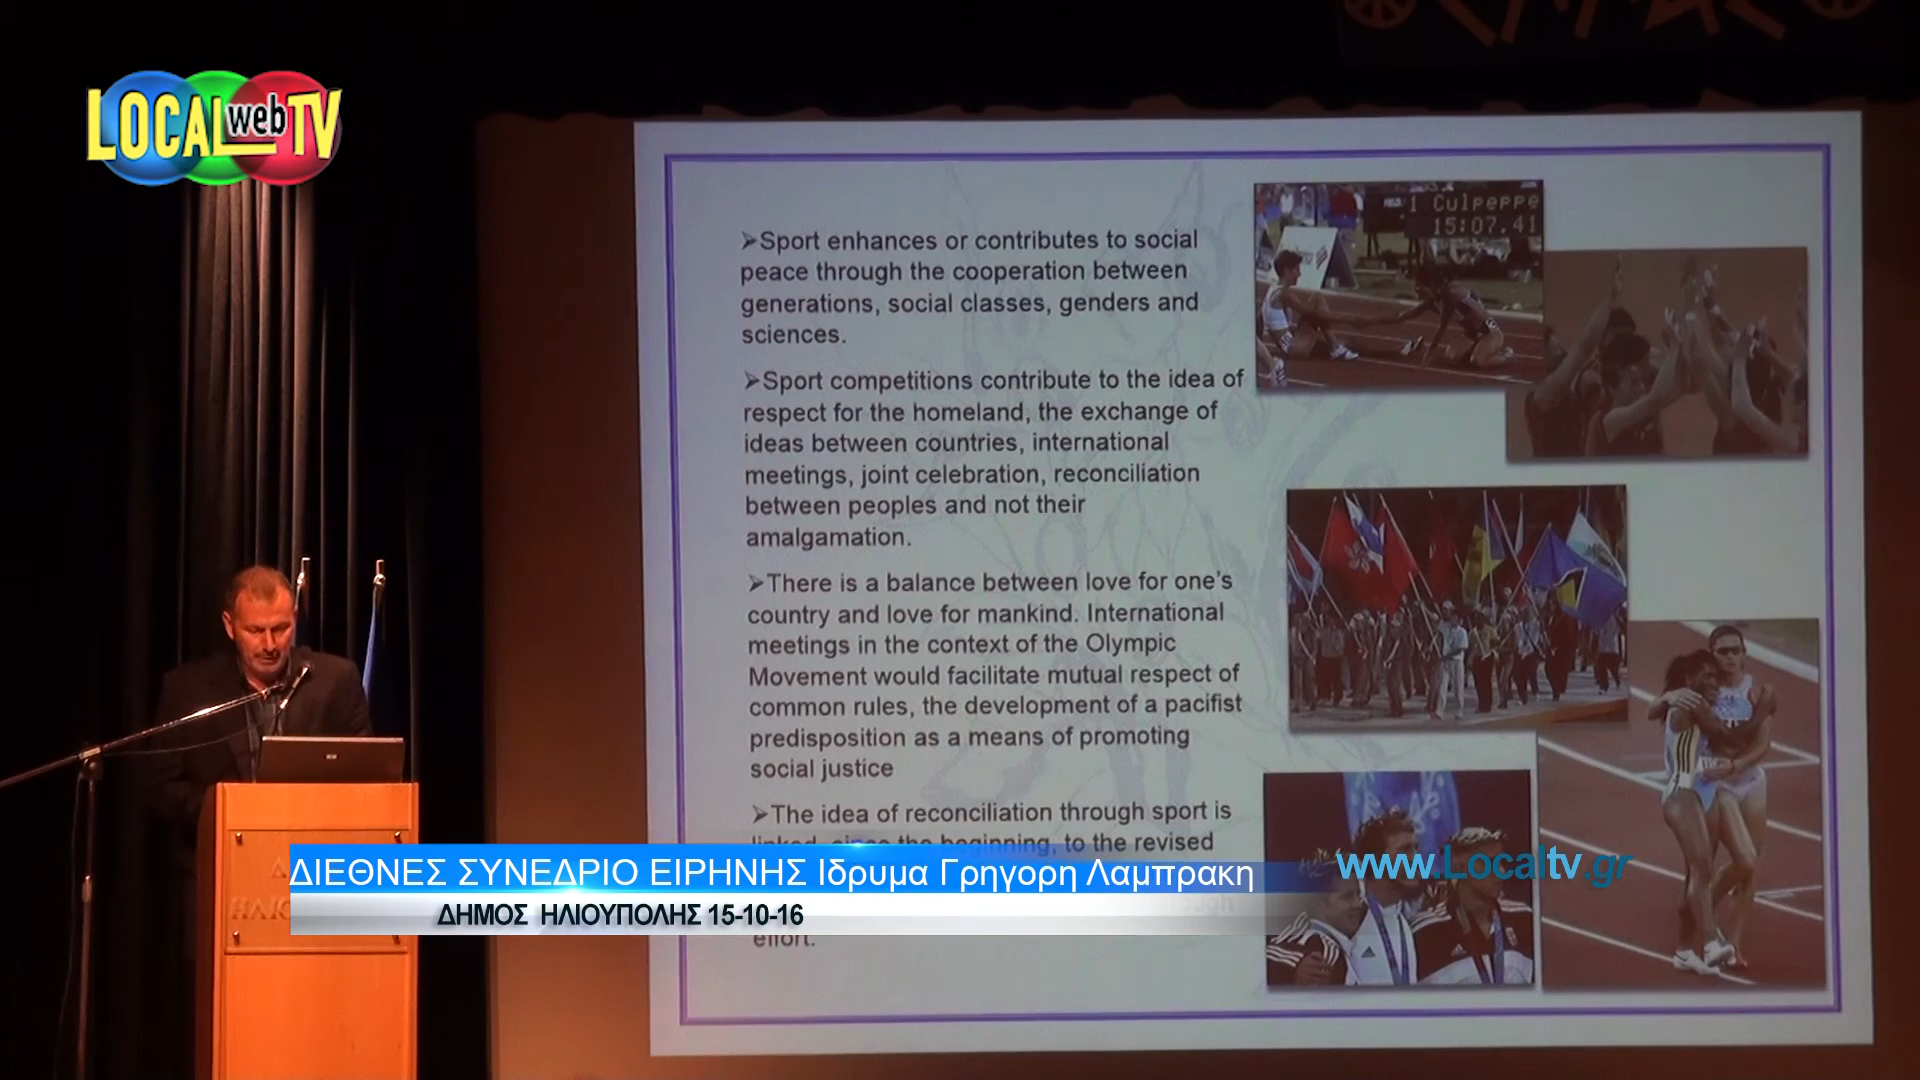 LOCAL web TV
1 Culpeppe
15:07.41
➢Sport enhances or contributes to social
peace through the cooperation between
generations, social classes, genders and
sciences.
➢Sport competitions contribute to the idea of
respect for the homeland, the exchange of
ideas between countries, international
meetings, joint celebration, reconciliation
between peoples and not their
amalgamation.
➢There is a balance between love for one's
country and love for mankind. International
meetings in the context of the Olympic
Movement would facilitate mutual respect of
common rules, the development of a pacifist
predisposition as a means of promoting
social justice
➢The idea of reconciliation through sport is
linked, since the beginning, to the revised
effort.
ΔΙΕΘΝΕΣ ΣΥΝΕΔΡΙΟ ΕΙΡΗΝΗΣ Ιδρυμα Γρηγορη Λαμπρακη
www.Localtv.gr
ΔΗΜΟΣ ΗΛΙΟΥΠΟΛΗΣ 15-10-16